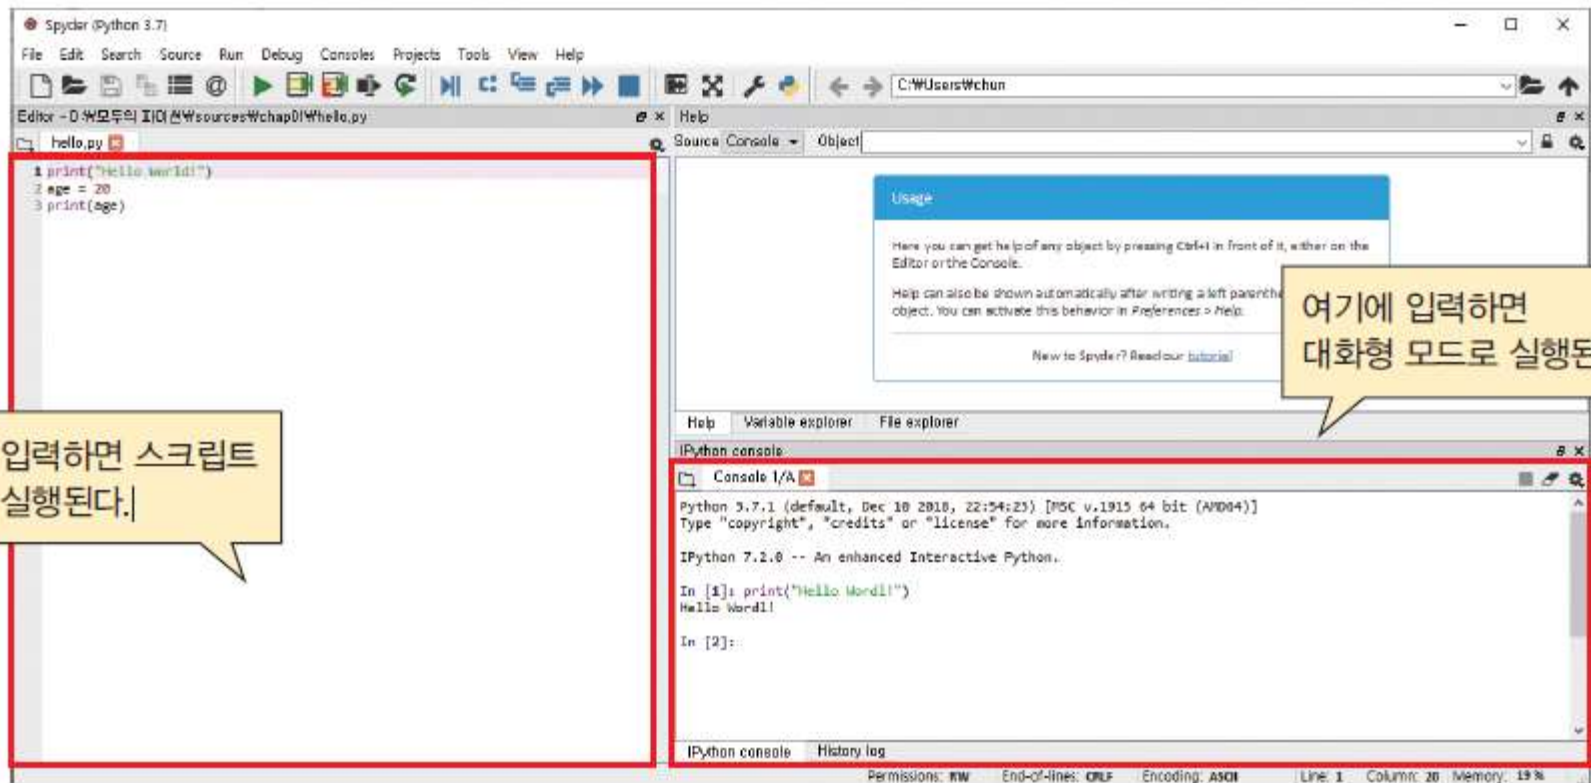 Spyder (Python 3.7)
File Edit Search Source Run Debug Consoles Projects Tools View Help
C:₩Users₩chun
Editor - D:₩모두의 파이썬₩sources₩chap01₩hello.py
hello.py
1 print("Hello World!")
2 age = 20
3 print(age)
입력하면 스크립트
실행된다.
Help
Source Console Object
Usage
Here you can get help of any object by pressing Ctrl+I in front of it, either on the
Editor or the Console.
Help can also be shown automatically after writing a left parenthe
object. You can activate this behavior in Preferences > Help.
New to Spyder? Read our tutorial
여기에 입력하면
대화형 모드로 실행된
Help Variable explorer File explorer
IPython console
Console 1/A
Python 3.7.1 (default, Dec 10 2018, 22:54:23) [MSC v.1915 64 bit (AMD64)]
Type "copyright", "credits" or "license" for more information.
IPython 7.2.0 -- An enhanced Interactive Python.
In [1]: print("Hello Wordl!")
Hello Wordl!
In [2]:
IPython console History log
Permissions: RW End-of-lines: CRLF Encoding: ASCII Line: 1 Column: 20 Memory: 19 %